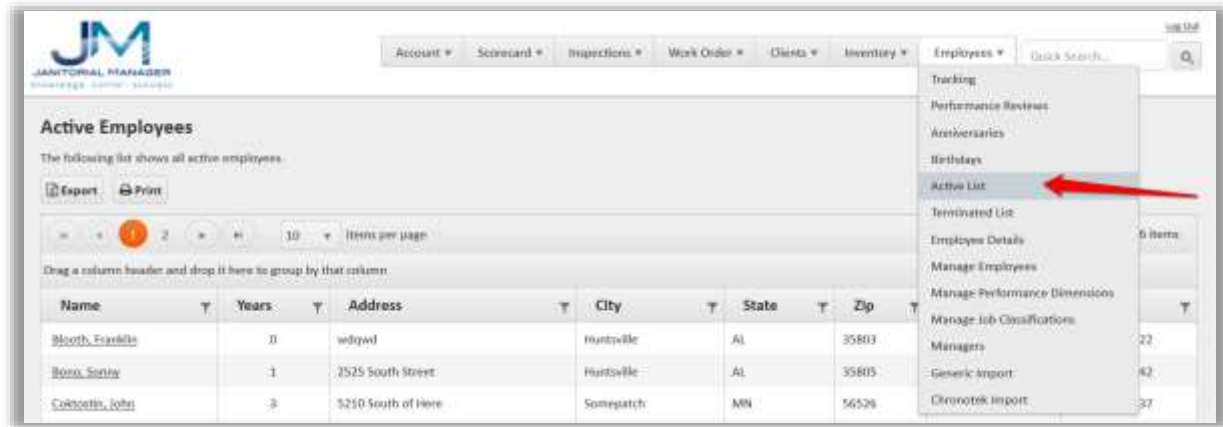 Log Out
JM
JANITORIAL MANAGER
Account Scorecard Inspections Work Order Clients Inventory Employees Quick Search...
Tracking
Performance Reviews
Anniversaries
Birthdays
Active List
Terminated List
Employee Details
Manage Employees
Manage Performance Dimensions
Manage Job Classifications
Managers
Generic Import
Chronotek Import
Active Employees
The following list shows all active employees.
Export Print
1 2 10 items per page 6 items
Drag a column header and drop it here to group by that column
Name Years Address City State Zip
Blooth, Franklin 0 wdqwd Huntsville AL 35803 22
Bono, Sonny 1 2525 South Street Huntsville AL 35805 42
John 3 5250 South of Here Somepatch MN 56526 37